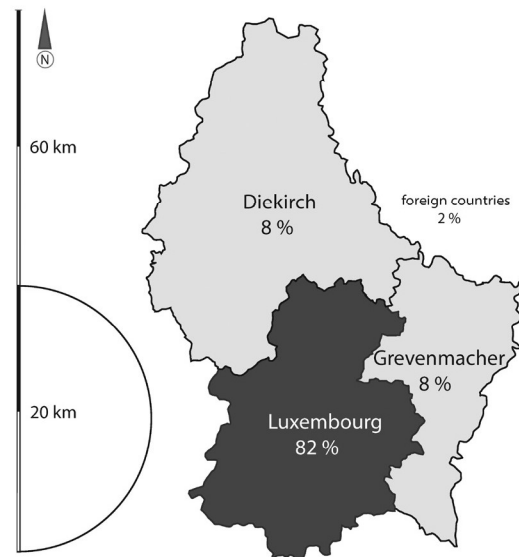 N
60 km
Diekirch
8 %
foreign countries
2 %
Grevenmacher
8 %
20 km
Luxembourg
82 %